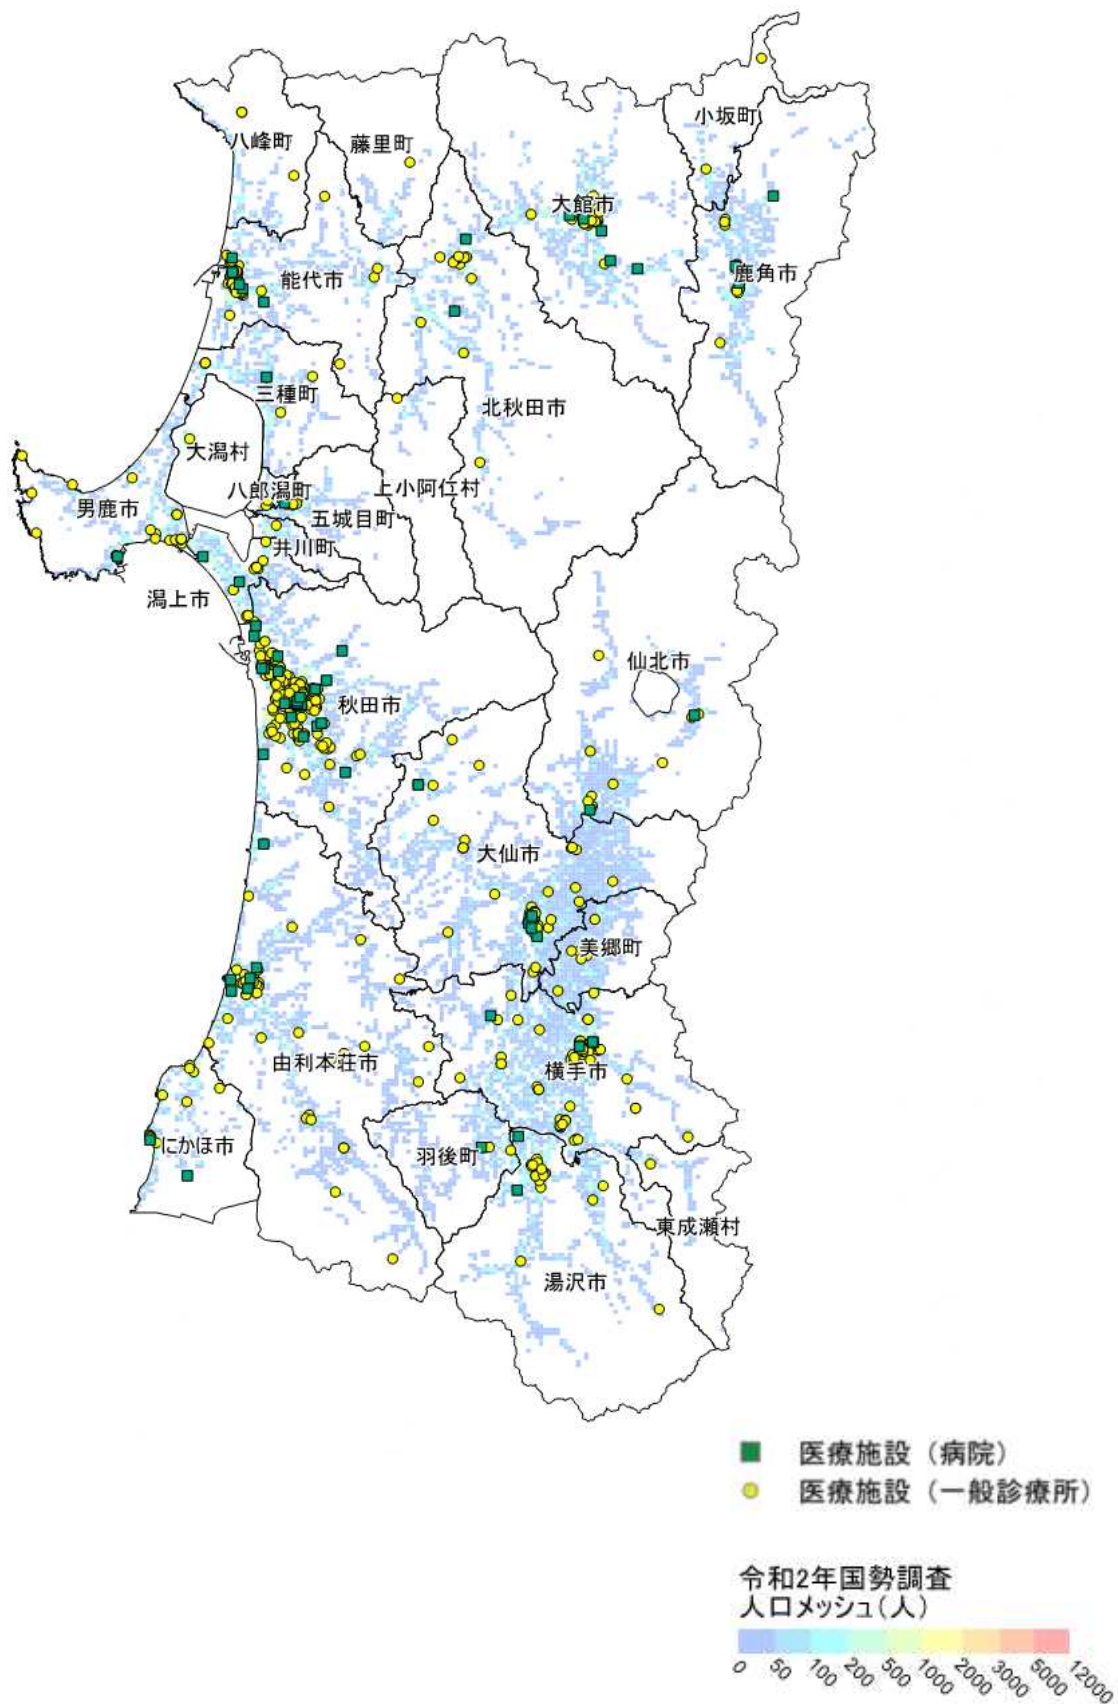 小坂町
八峰町
藤里町
大館市
鹿角市
能代市
三種町
北秋田市
大潟村
八郎潟町
上小阿仁村
男鹿市
五城目町
井川町
潟上市
仙北市
秋田市
大仙市
美郷町
由利本荘市
横手市
にかほ市
羽後町
東成瀬村
湯沢市
医療施設（病院）
医療施設（一般診療所）
令和2年国勢調査
人口メッシュ(人)
0 50 100 200 500 1000 2000 3000 5000 12000